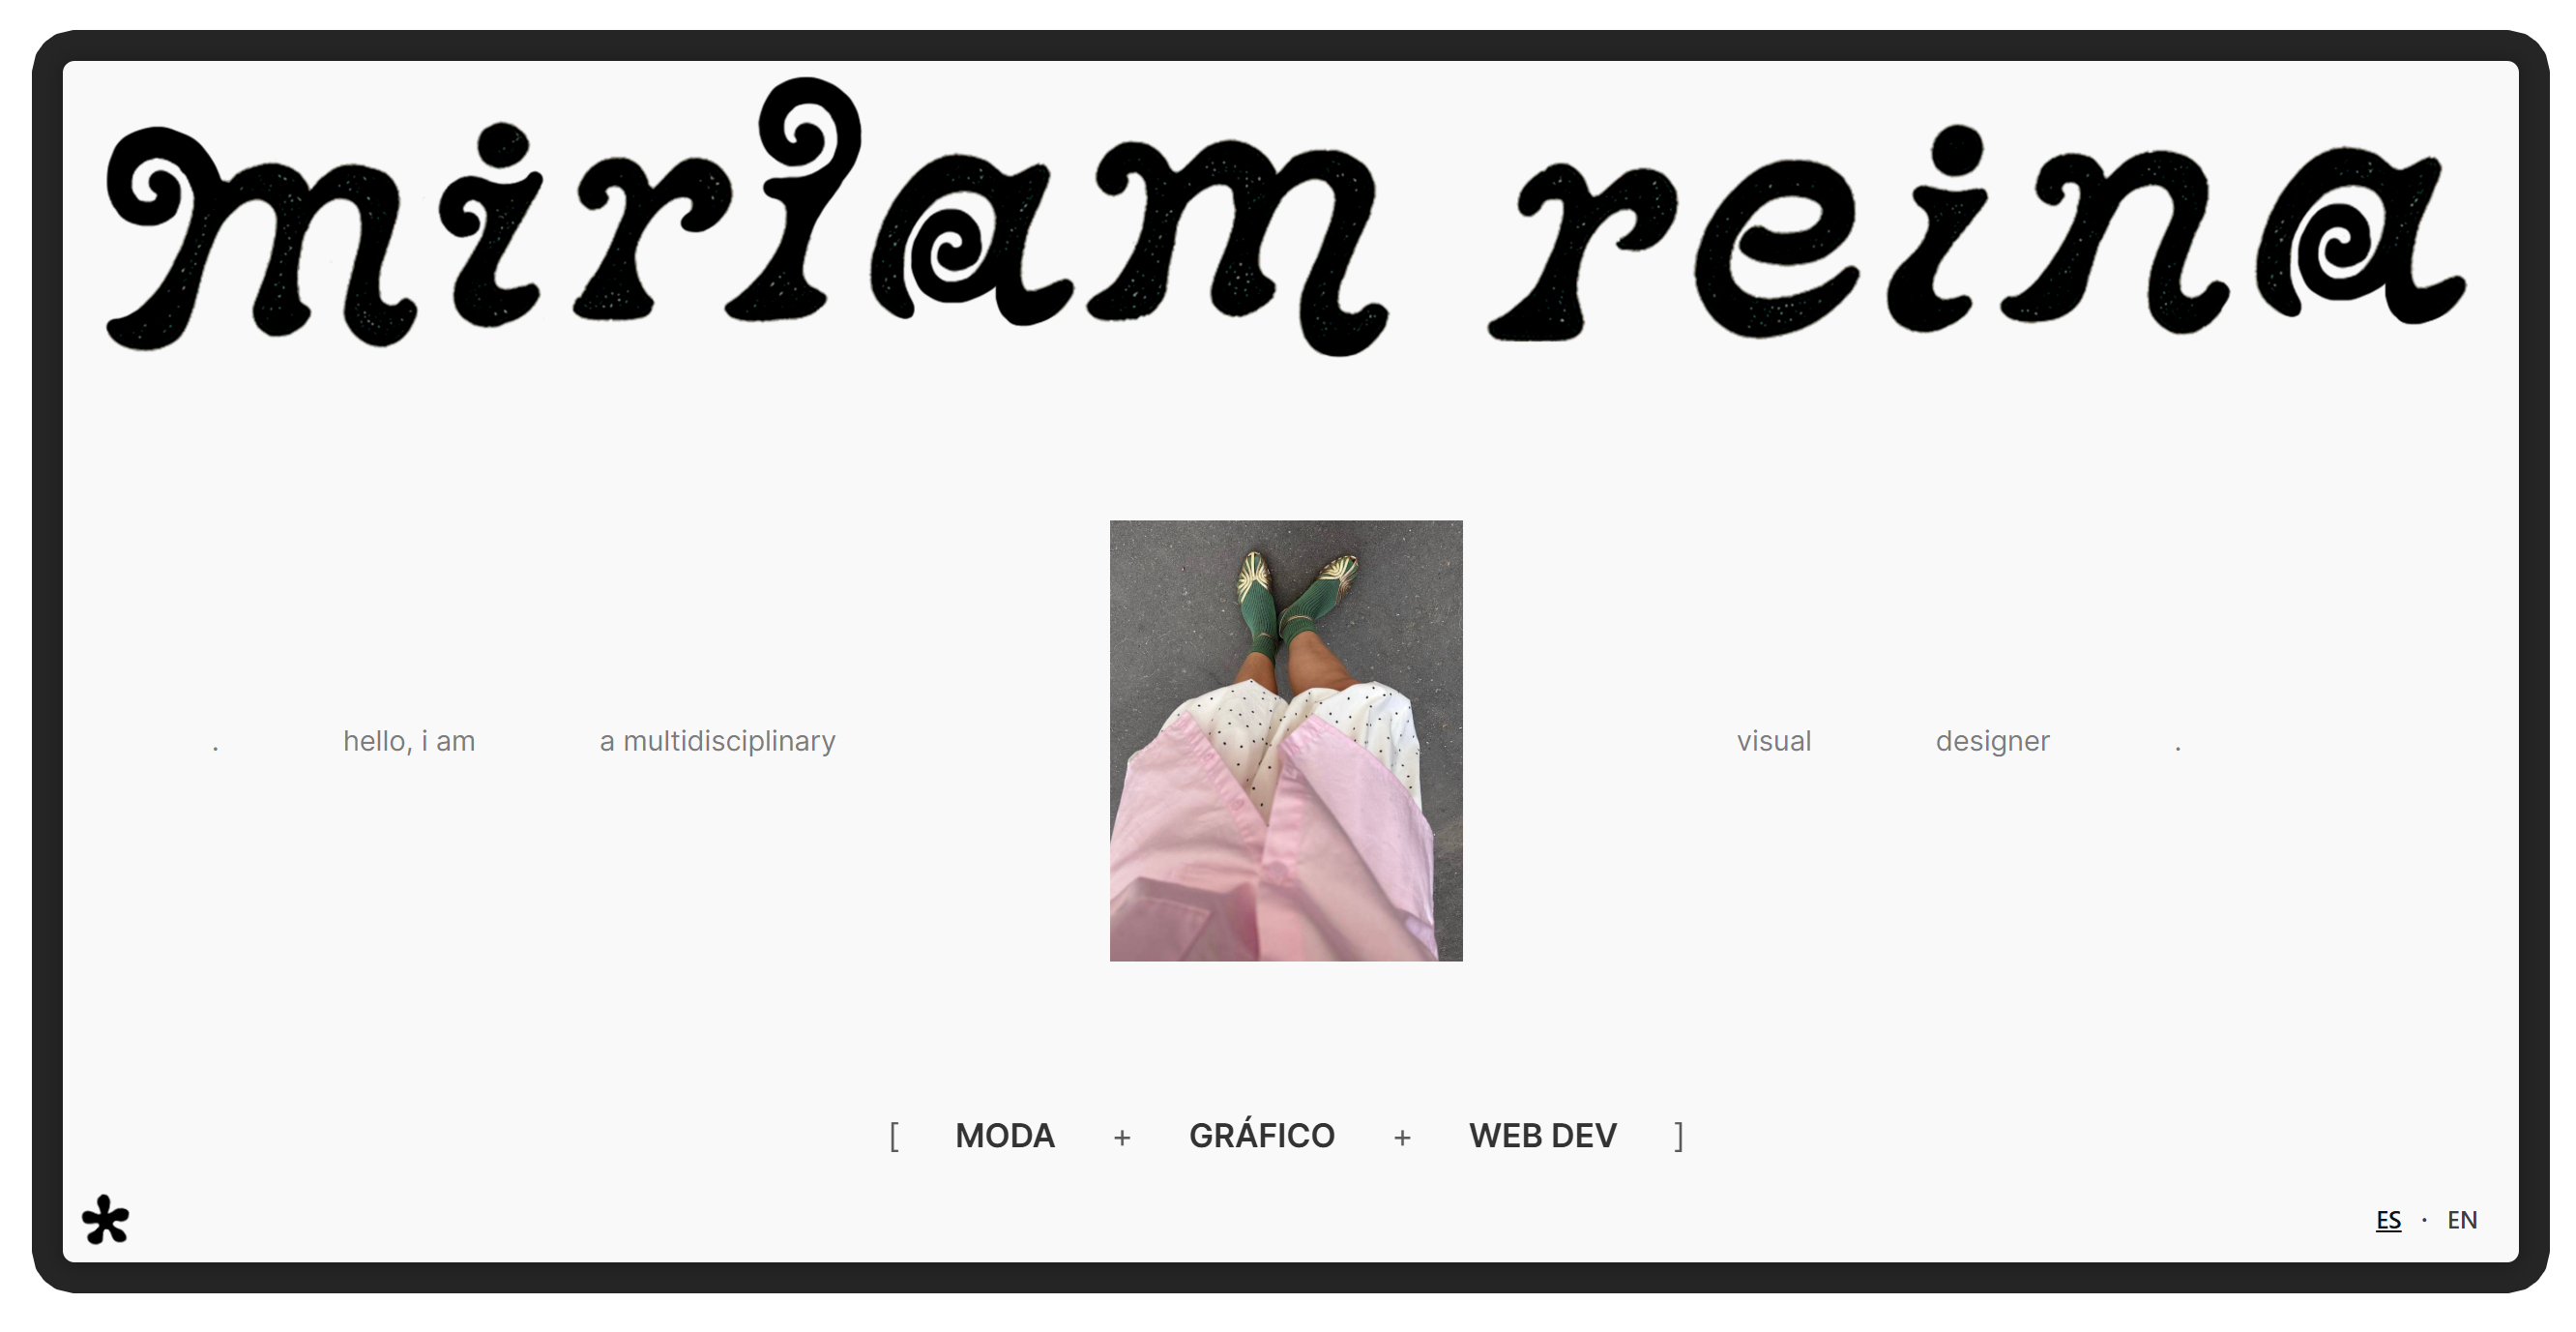 miriam reina
. hello, i am a multidisciplinary visual designer .
[ MODA + GRÁFICO + WEB DEV ]
ES · EN